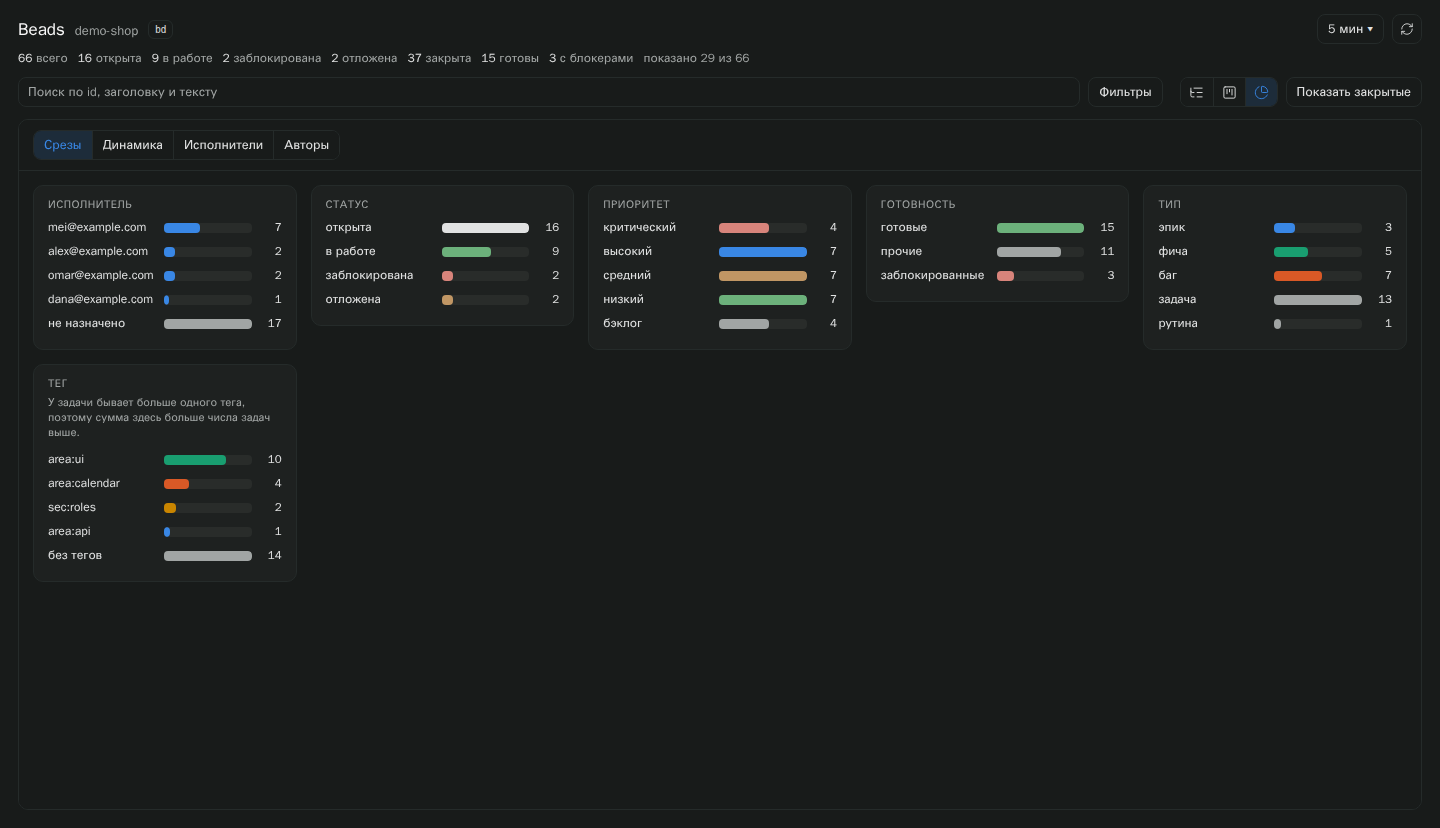 Beads demo-shop bd 5 мин
66 всего 16 открыта 9 в работе 2 заблокирована 2 отложена 37 закрыта 15 готовы 3 с блокерами показано 29 из 66
Поиск по id, заголовку и тексту Фильтры Показать закрытые
Срезы Динамика Исполнители Авторы
ИСПОЛНИТЕЛЬ
mei@example.com 7
alex@example.com 2
omar@example.com 2
dana@example.com 1
не назначено 17
СТАТУС
открыта 16
в работе 9
заблокирована 2
отложена 2
ПРИОРИТЕТ
критический 4
высокий 7
средний 7
низкий 7
бэклог 4
ГОТОВНОСТЬ
готовые 15
прочие 11
заблокированные 3
ТИП
эпик 3
фича 5
баг 7
задача 13
рутина 1
ТЕГ
У задачи бывает больше одного тега,
поэтому сумма здесь больше числа задач
выше.
area:ui 10
area:calendar 4
sec:roles 2
area:api 1
без тегов 14